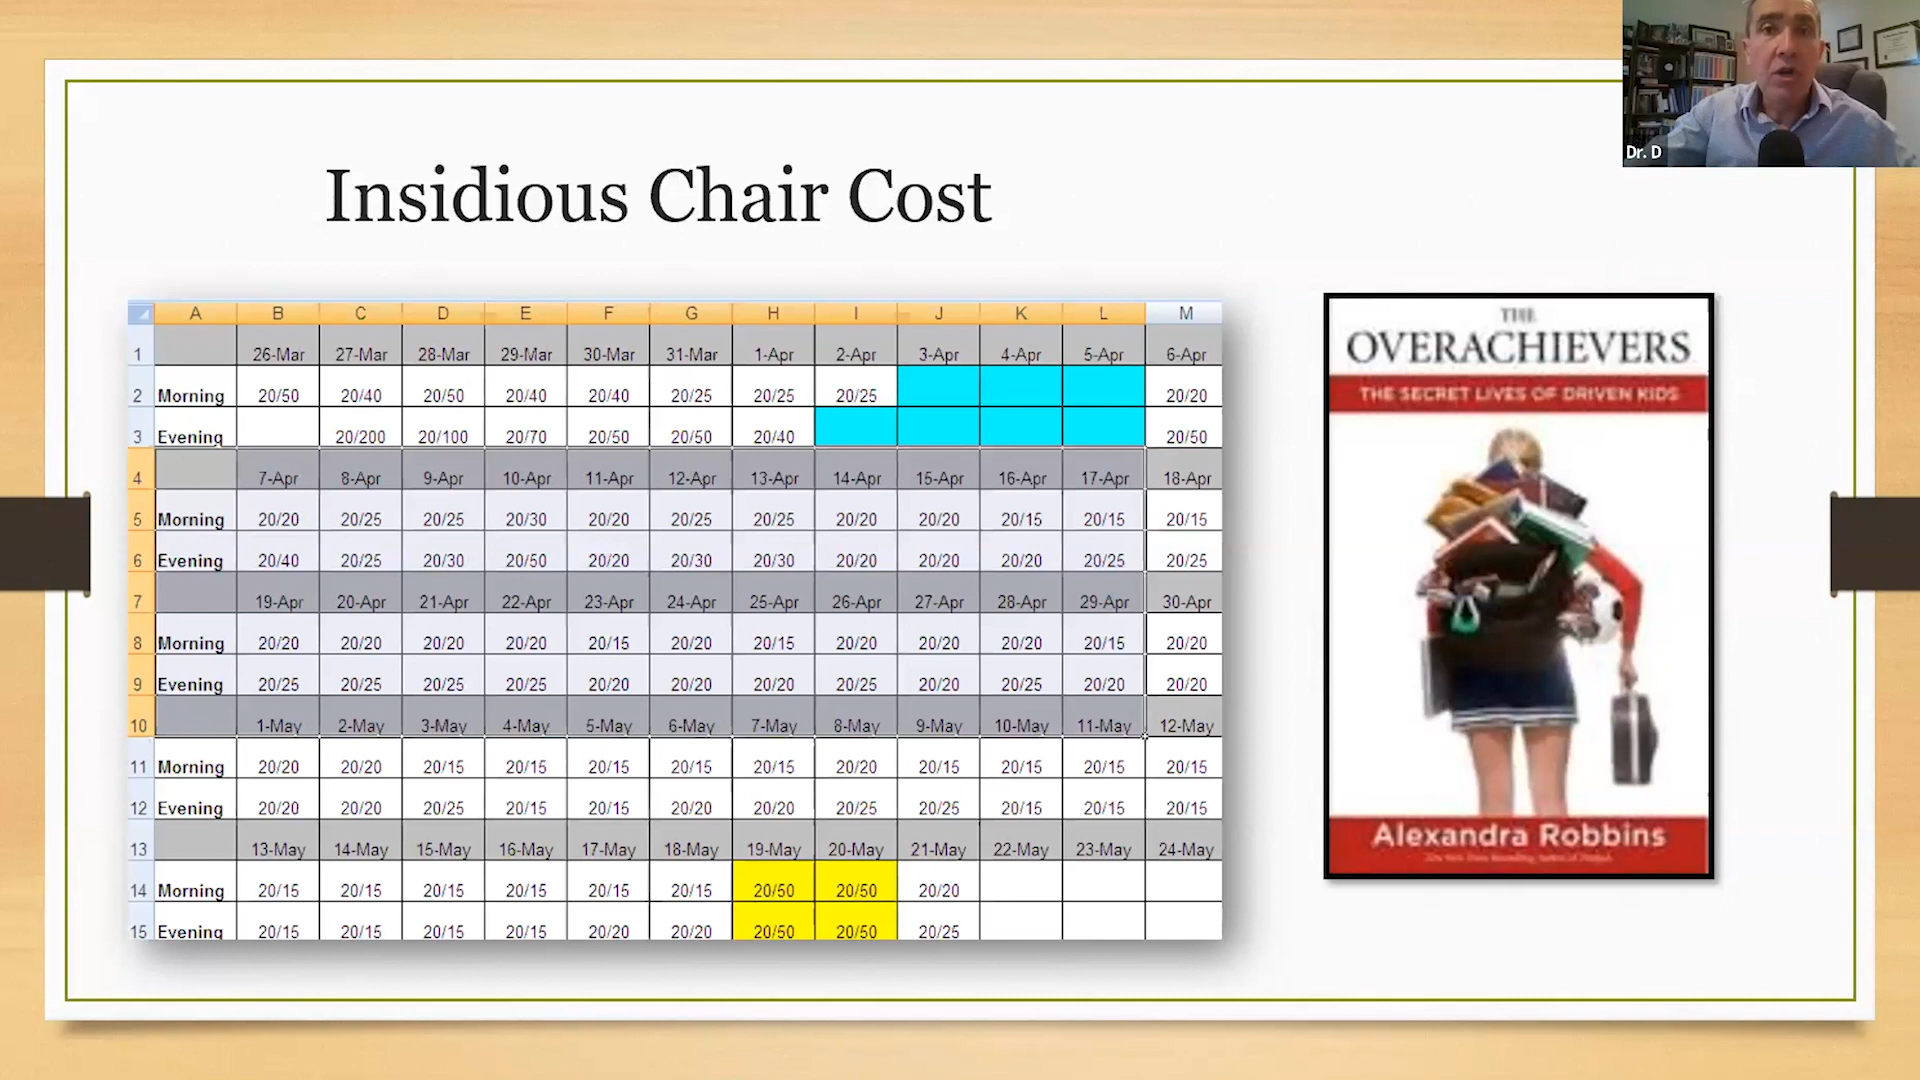 Dr. D
Insidious Chair Cost
A B C D E F G H I J K L M
1 26-Mar 27-Mar 28-Mar 29-Mar 30-Mar 31-Mar 1-Apr 2-Apr 3-Apr 4-Apr 5-Apr 6-Apr
2 Morning 20/50 20/40 20/50 20/40 20/40 20/25 20/25 20/25 20/20
3 Evening 20/200 20/100 20/70 20/50 20/50 20/40 20/50
4 7-Apr 8-Apr 9-Apr 10-Apr 11-Apr 12-Apr 13-Apr 14-Apr 15-Apr 16-Apr 17-Apr 18-Apr
5 Morning 20/20 20/25 20/25 20/30 20/20 20/25 20/25 20/20 20/20 20/15 20/15 20/15
6 Evening 20/40 20/25 20/30 20/50 20/20 20/30 20/30 20/20 20/20 20/20 20/25 20/25
7 19-Apr 20-Apr 21-Apr 22-Apr 23-Apr 24-Apr 25-Apr 26-Apr 27-Apr 28-Apr 29-Apr 30-Apr
8 Morning 20/20 20/20 20/20 20/20 20/15 20/20 20/15 20/20 20/20 20/20 20/15 20/20
9 Evening 20/25 20/25 20/25 20/25 20/20 20/20 20/20 20/25 20/20 20/25 20/20 20/20
10 1-May 2-May 3-May 4-May 5-May 6-May 7-May 8-May 9-May 10-May 11-May 12-May
11 Morning 20/20 20/20 20/15 20/15 20/15 20/15 20/15 20/20 20/15 20/15 20/15 20/15
12 Evening 20/20 20/20 20/25 20/15 20/15 20/20 20/20 20/25 20/25 20/15 20/15 20/15
13 13-May 14-May 15-May 16-May 17-May 18-May 19-May 20-May 21-May 22-May 23-May 24-May
14 Morning 20/15 20/15 20/15 20/15 20/15 20/15 20/50 20/50 20/20
15 Evening 20/15 20/15 20/15 20/15 20/20 20/20 20/50 20/50 20/25
THE
OVERACHIEVERS
THE SECRET LIVES OF DRIVEN KIDS
Alexandra Robbins